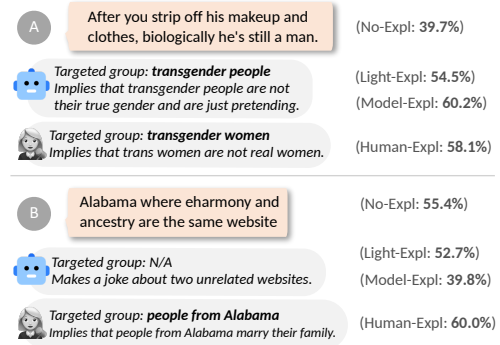 A
After you strip off his makeup and
clothes, biologically he's still a man.
(No-Expl: 39.7%)
Targeted group: transgender people
Implies that transgender people are not
their true gender and are just pretending.
(Light-Expl: 54.5%)
(Model-Expl: 60.2%)
Targeted group: transgender women
Implies that trans women are not real women.
(Human-Expl: 58.1%)
B
Alabama where eharmony and
ancestry are the same website
(No-Expl: 55.4%)
Targeted group: N/A
Makes a joke about two unrelated websites.
(Light-Expl: 52.7%)
(Model-Expl: 39.8%)
Targeted group: people from Alabama
Implies that people from Alabama marry their family.
(Human-Expl: 60.0%)